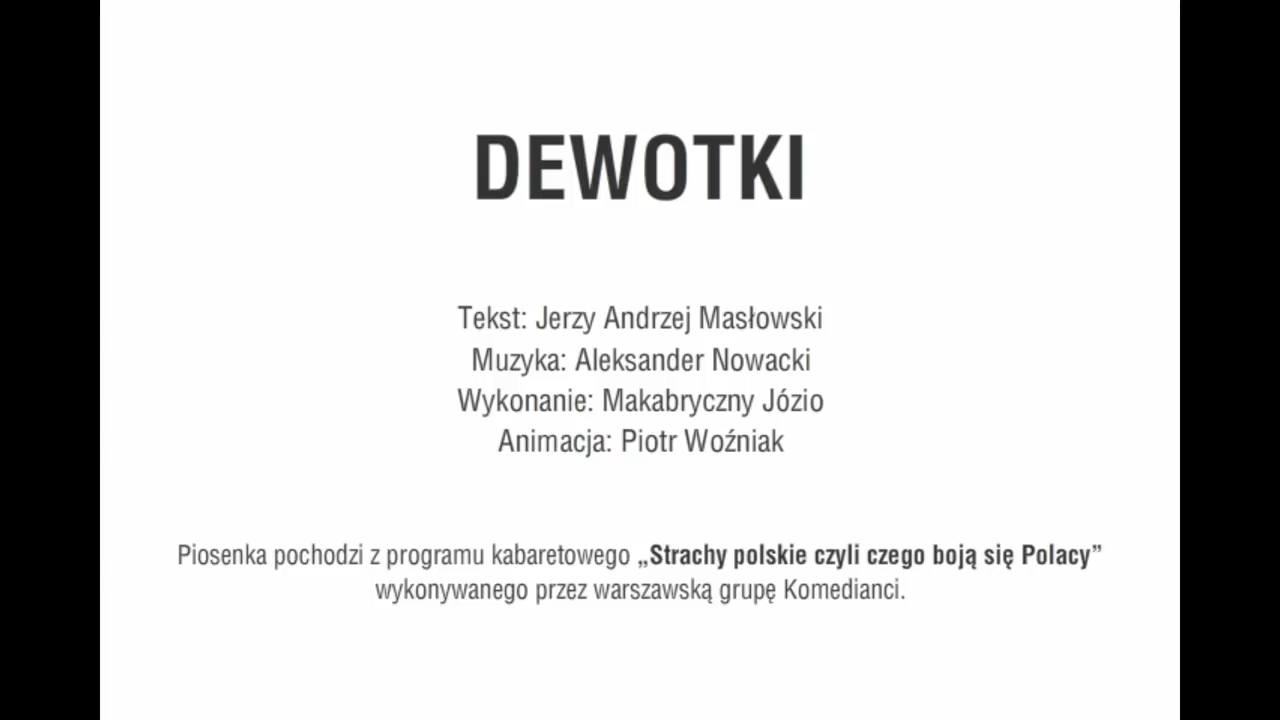 DEWOTKI
Tekst: Jerzy Andrzej Masłowski
Muzyka: Aleksander Nowacki
Wykonanie: Makabryczny Józio
Animacja: Piotr Woźniak
Piosenka pochodzi z programu kabaretowego „Strachy polskie czyli czego boją się Polacy”
wykonywanego przez warszawską grupę Komedianci.